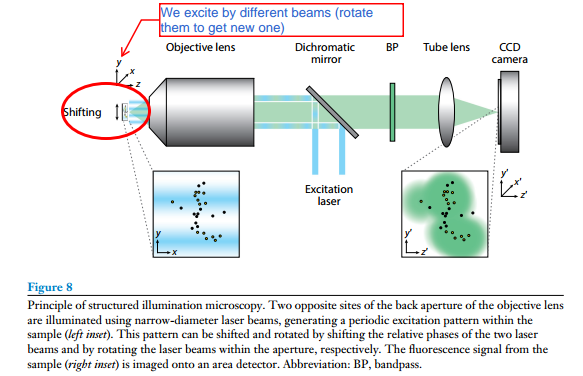 We excite by different beams (rotate
them to get new one)
Objective lens
Dichromatic
mirror
BP
Tube lens
CCD
camera
y
x
z
Shifting
Excitation
laser
y'
x'
z'
y
x
y'
z'
Figure 8
Principle of structured illumination microscopy. Two opposite sites of the back aperture of the objective lens
are illuminated using narrow-diameter laser beams, generating a periodic excitation pattern within the
sample (left inset). This pattern can be shifted and rotated by shifting the relative phases of the two laser
beams and by rotating the laser beams within the aperture, respectively. The fluorescence signal from the
sample (right inset) is imaged onto an area detector. Abbreviation: BP, bandpass.